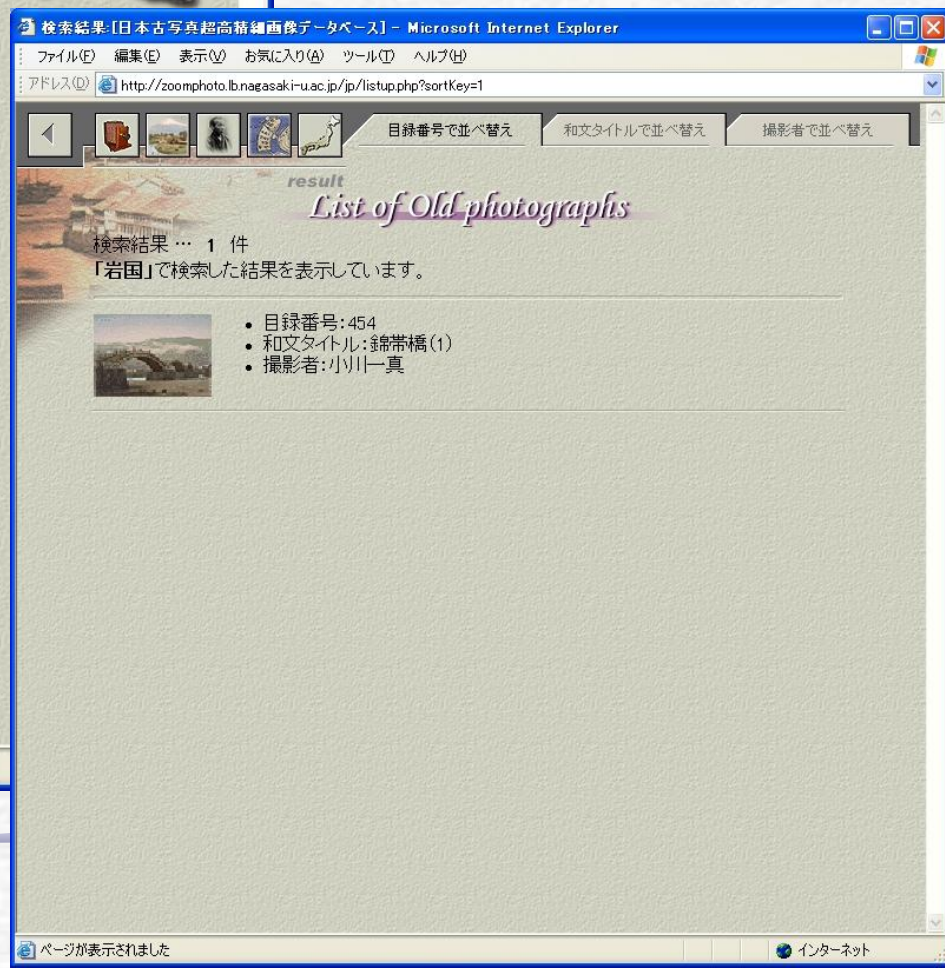 検索結果:[日本古写真超高精細画像データベース] - Microsoft Internet Explorer
ファイル(F) 編集(E) 表示(V) お気に入り(A) ツール(T) ヘルプ(H)
アドレス(D) http://zoomphoto.lb.nagasaki-u.ac.jp/jp/listup.php?sortKey=1
目録番号で並べ替え 和文タイトルで並べ替え 撮影者で並べ替え
result
List of Old photographs
検索結果 … 1 件
「岩国」で検索した結果を表示しています。
• 目録番号:454
• 和文タイトル:錦帯橋(1)
• 撮影者:小川一真
ページが表示されました インターネット